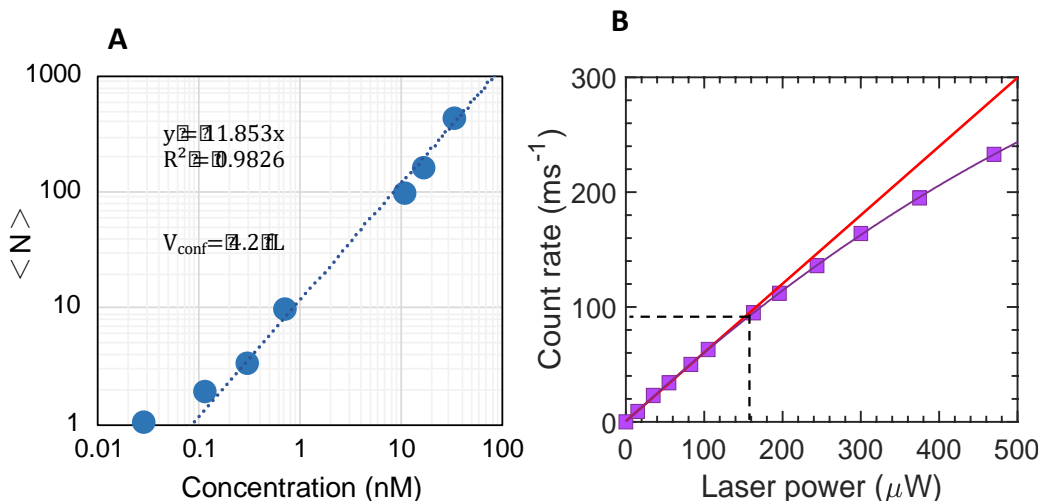 A
1000
100
10
1
0.01
0.1
1
10
100
<N>
Concentration (nM)
y = 11.853x
R² = 0.9826
V_conf = 4.2 fL
B
300
200
100
0
0
100
200
300
400
500
Count rate (ms⁻¹)
Laser power (μW)